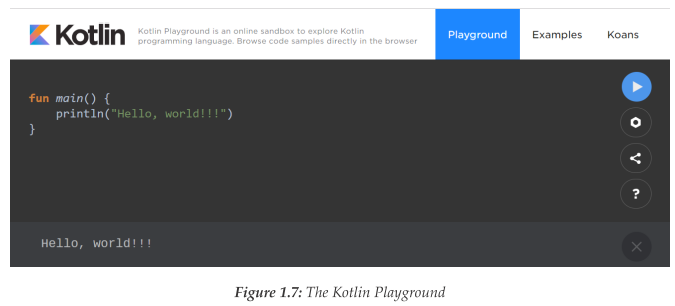 Kotlin
Kotlin Playground is an online sandbox to explore Kotlin
programming language. Browse code samples directly in the browser
Playground
Examples
Koans
fun main() {
    println("Hello, world!!!")
}
?
Hello, world!!!
Figure 1.7: The Kotlin Playground